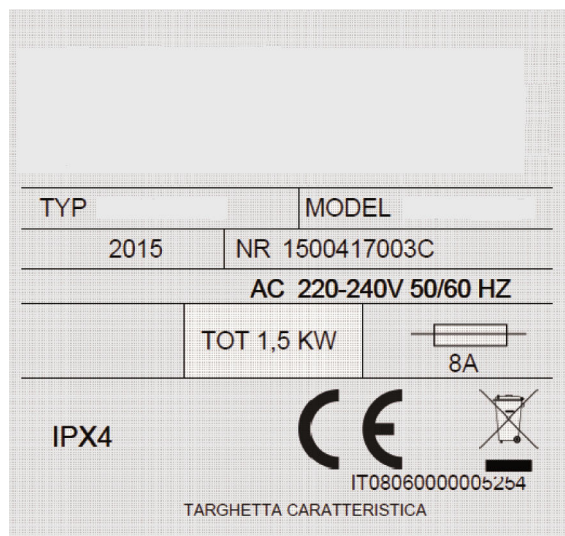 TYP MODEL
2015 NR 1500417003C
AC 220-240V 50/60 HZ
TOT 1,5 KW
8A
IPX4 CE
IT08060000005254
TARGHETTA CARATTERISTICA